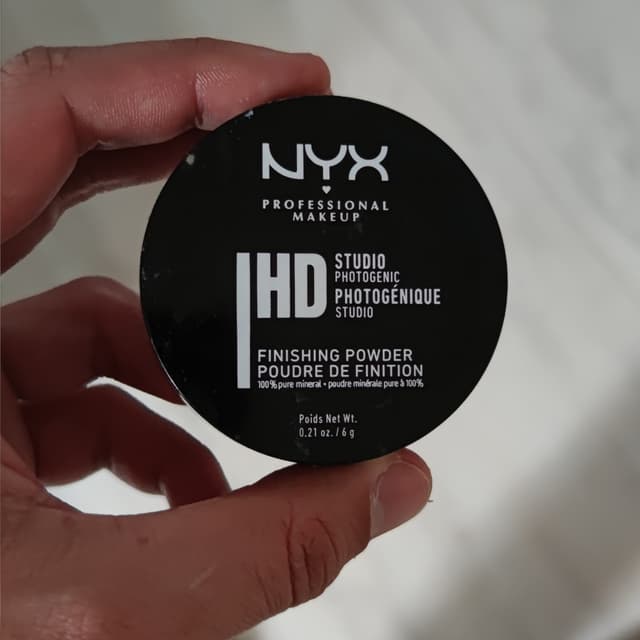 NYX
PROFESSIONAL
MAKEUP
HD
STUDIO
PHOTOGENIC
PHOTOGÉNIQUE
STUDIO
FINISHING POWDER
POUDRE DE FINITION
100% pure mineral • poudre minérale pure à 100%
Poids Net Wt.
0.21 oz. / 6 g